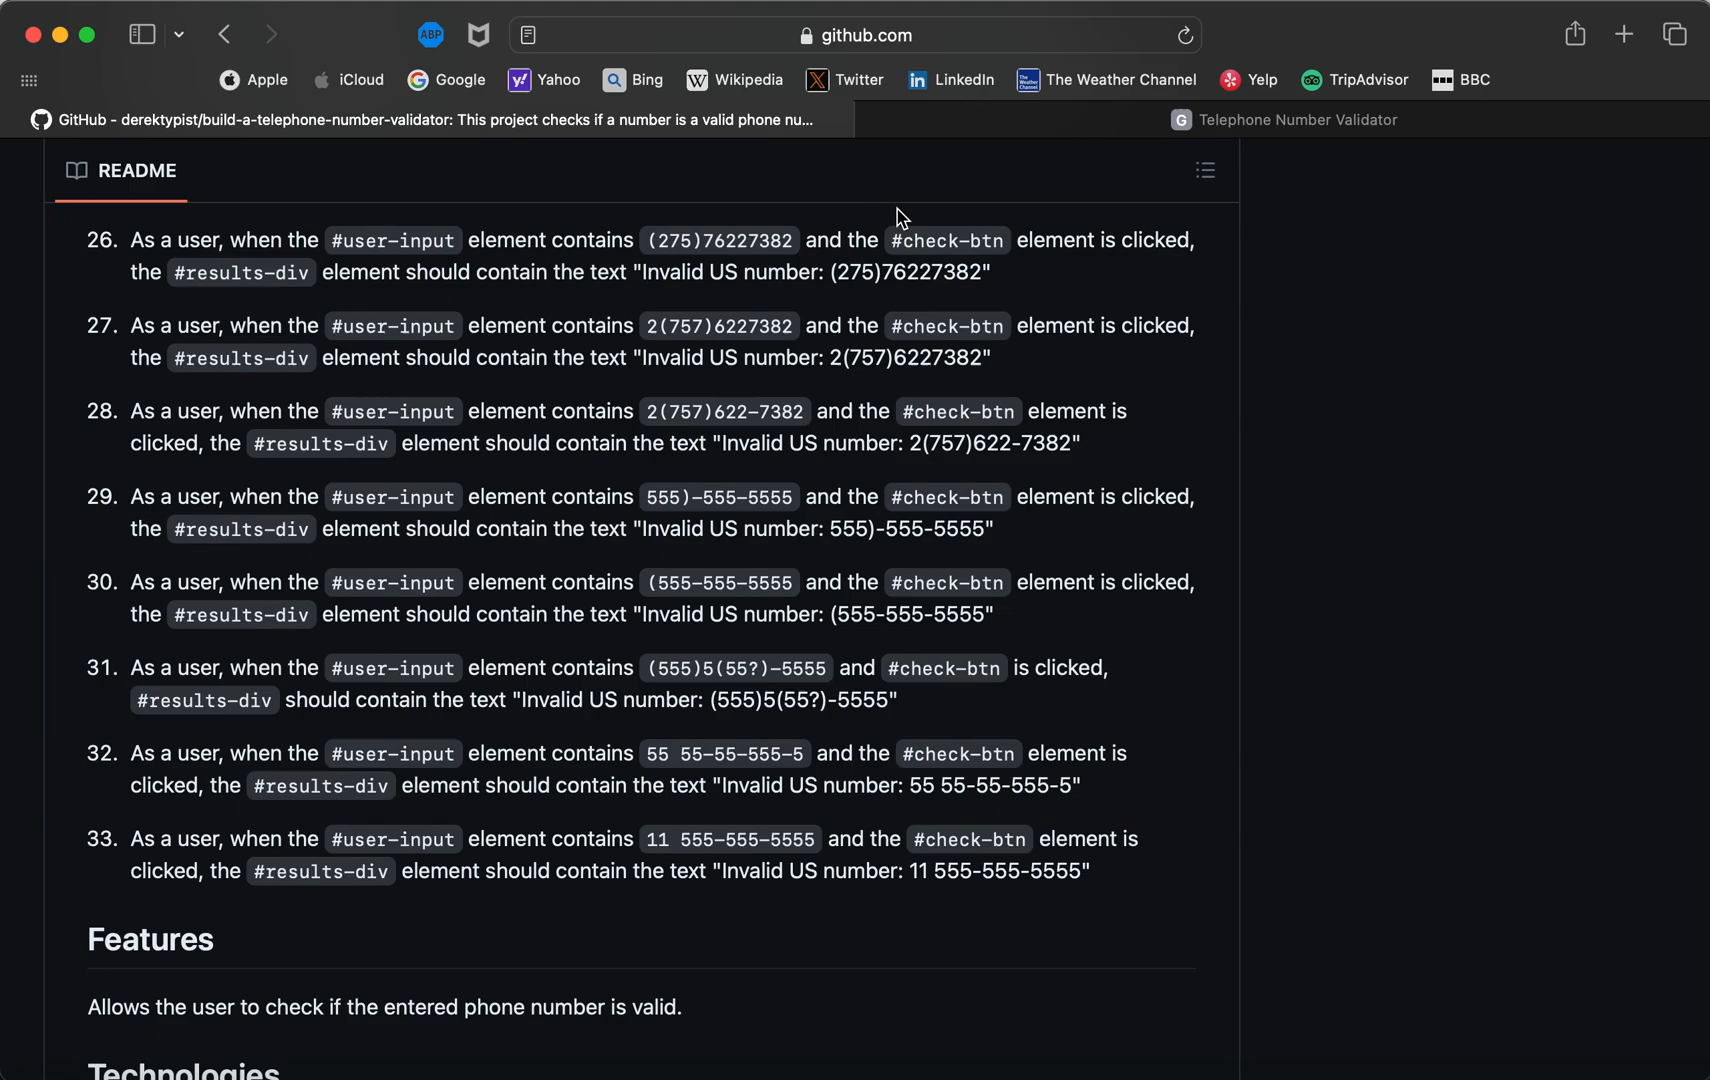 ABP
github.com
Apple iCloud Google Yahoo Bing Wikipedia Twitter LinkedIn The Weather Channel Yelp TripAdvisor BBC
GitHub - derektypist/build-a-telephone-number-validator: This project checks if a number is a valid phone nu...
G Telephone Number Validator
README
26. As a user, when the #user-input element contains (275)76227382 and the #check-btn element is clicked,
the #results-div element should contain the text "Invalid US number: (275)76227382"
27. As a user, when the #user-input element contains 2(757)6227382 and the #check-btn element is clicked,
the #results-div element should contain the text "Invalid US number: 2(757)6227382"
28. As a user, when the #user-input element contains 2(757)622-7382 and the #check-btn element is
clicked, the #results-div element should contain the text "Invalid US number: 2(757)622-7382"
29. As a user, when the #user-input element contains 555)-555-5555 and the #check-btn element is clicked,
the #results-div element should contain the text "Invalid US number: 555)-555-5555"
30. As a user, when the #user-input element contains (555-555-5555 and the #check-btn element is clicked,
the #results-div element should contain the text "Invalid US number: (555-555-5555"
31. As a user, when the #user-input element contains (555)5(55?)-5555 and #check-btn is clicked,
#results-div should contain the text "Invalid US number: (555)5(55?)-5555"
32. As a user, when the #user-input element contains 55 55-55-555-5 and the #check-btn element is
clicked, the #results-div element should contain the text "Invalid US number: 55 55-55-555-5"
33. As a user, when the #user-input element contains 11 555-555-5555 and the #check-btn element is
clicked, the #results-div element should contain the text "Invalid US number: 11 555-555-5555"
Features
Allows the user to check if the entered phone number is valid.
Technologies